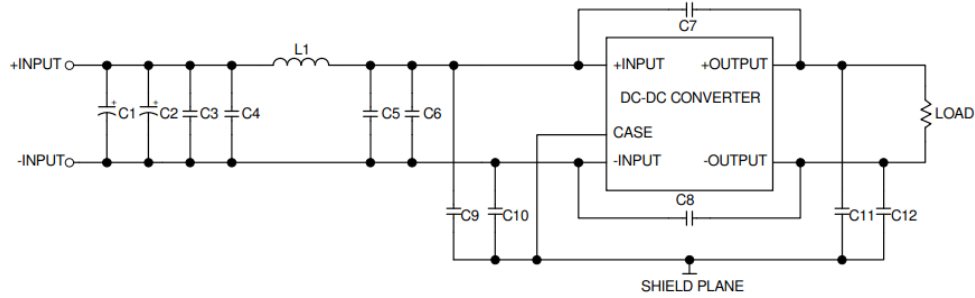 C7
L1
+INPUT
+INPUT
+OUTPUT
DC-DC CONVERTER
+
+
C1
C2
C3
C4
C5
C6
LOAD
CASE
-INPUT
-INPUT
-OUTPUT
C8
C9
C10
C11
C12
SHIELD PLANE